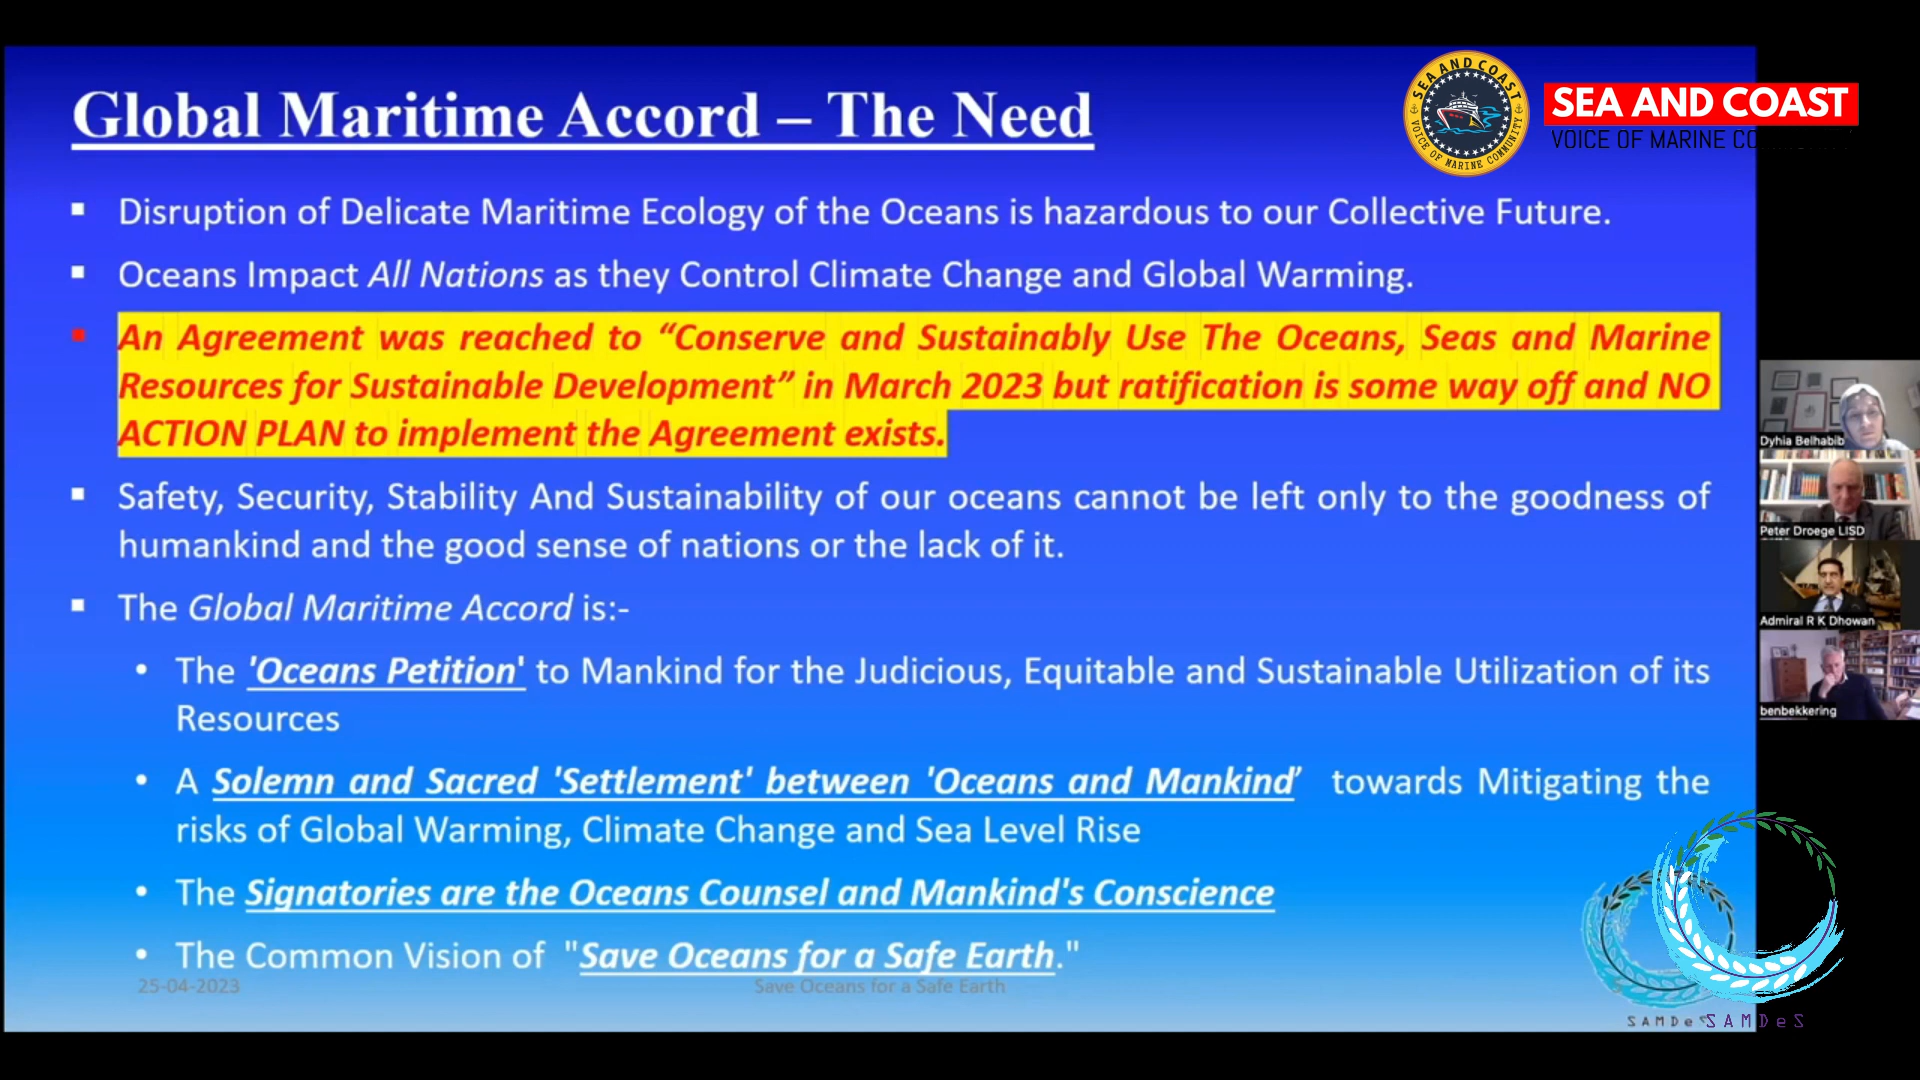 Global Maritime Accord – The Need
SEA AND COAST
VOICE OF MARINE COMMUNITY
SEA AND COAST
VOICE OF MARINE
▪ Disruption of Delicate Maritime Ecology of the Oceans is hazardous to our Collective Future.
▪ Oceans Impact All Nations as they Control Climate Change and Global Warming.
▪ An Agreement was reached to “Conserve and Sustainably Use The Oceans, Seas and Marine
Resources for Sustainable Development” in March 2023 but ratification is some way off and NO
ACTION PLAN to implement the Agreement exists.
▪ Safety, Security, Stability And Sustainability of our oceans cannot be left only to the goodness of
humankind and the good sense of nations or the lack of it.
▪ The Global Maritime Accord is:-
• The 'Oceans Petition' to Mankind for the Judicious, Equitable and Sustainable Utilization of its
Resources
• A Solemn and Sacred 'Settlement' between 'Oceans and Mankind’ towards Mitigating the
risks of Global Warming, Climate Change and Sea Level Rise
• The Signatories are the Oceans Counsel and Mankind's Conscience
• The Common Vision of "Save Oceans for a Safe Earth."
25-04-2023
Save Oceans for a Safe Earth
Dyhia Belhabib
Peter Droege LISD
Admiral R K Dhowan
benbekkering
SAMDeS